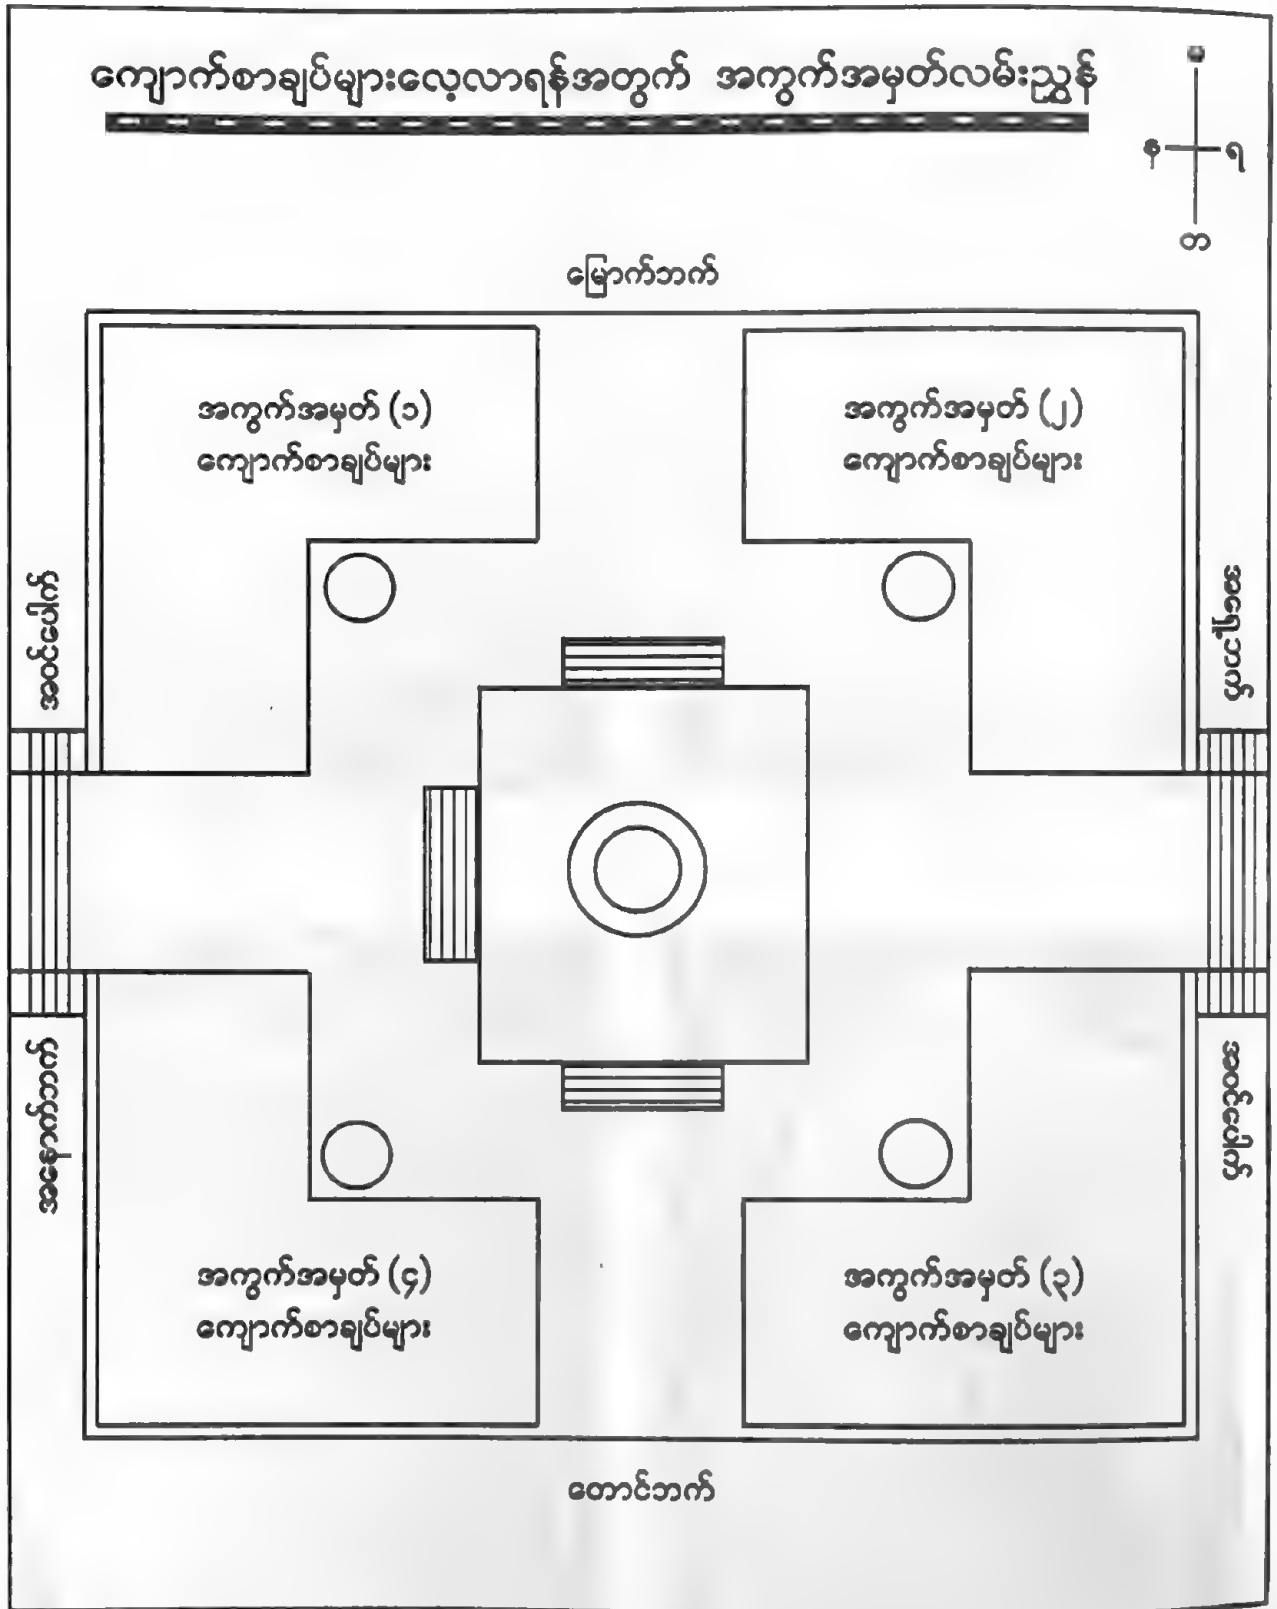 ကျောက်စာချပ်များလေ့လာရန်အတွက် အကွက်အမှတ်လမ်းညွှန်
မ
န ရ
တ
မြောက်ဘက်
အကွက်အမှတ် (၁)
ကျောက်စာချပ်များ
အကွက်အမှတ် (၂)
ကျောက်စာချပ်များ
အဝင်ပေါက်
အဝင်ပေါက်
အနောက်ဘက်
အရှေ့ဘက်
အကွက်အမှတ် (၄)
ကျောက်စာချပ်များ
အကွက်အမှတ် (၃)
ကျောက်စာချပ်များ
တောင်ဘက်